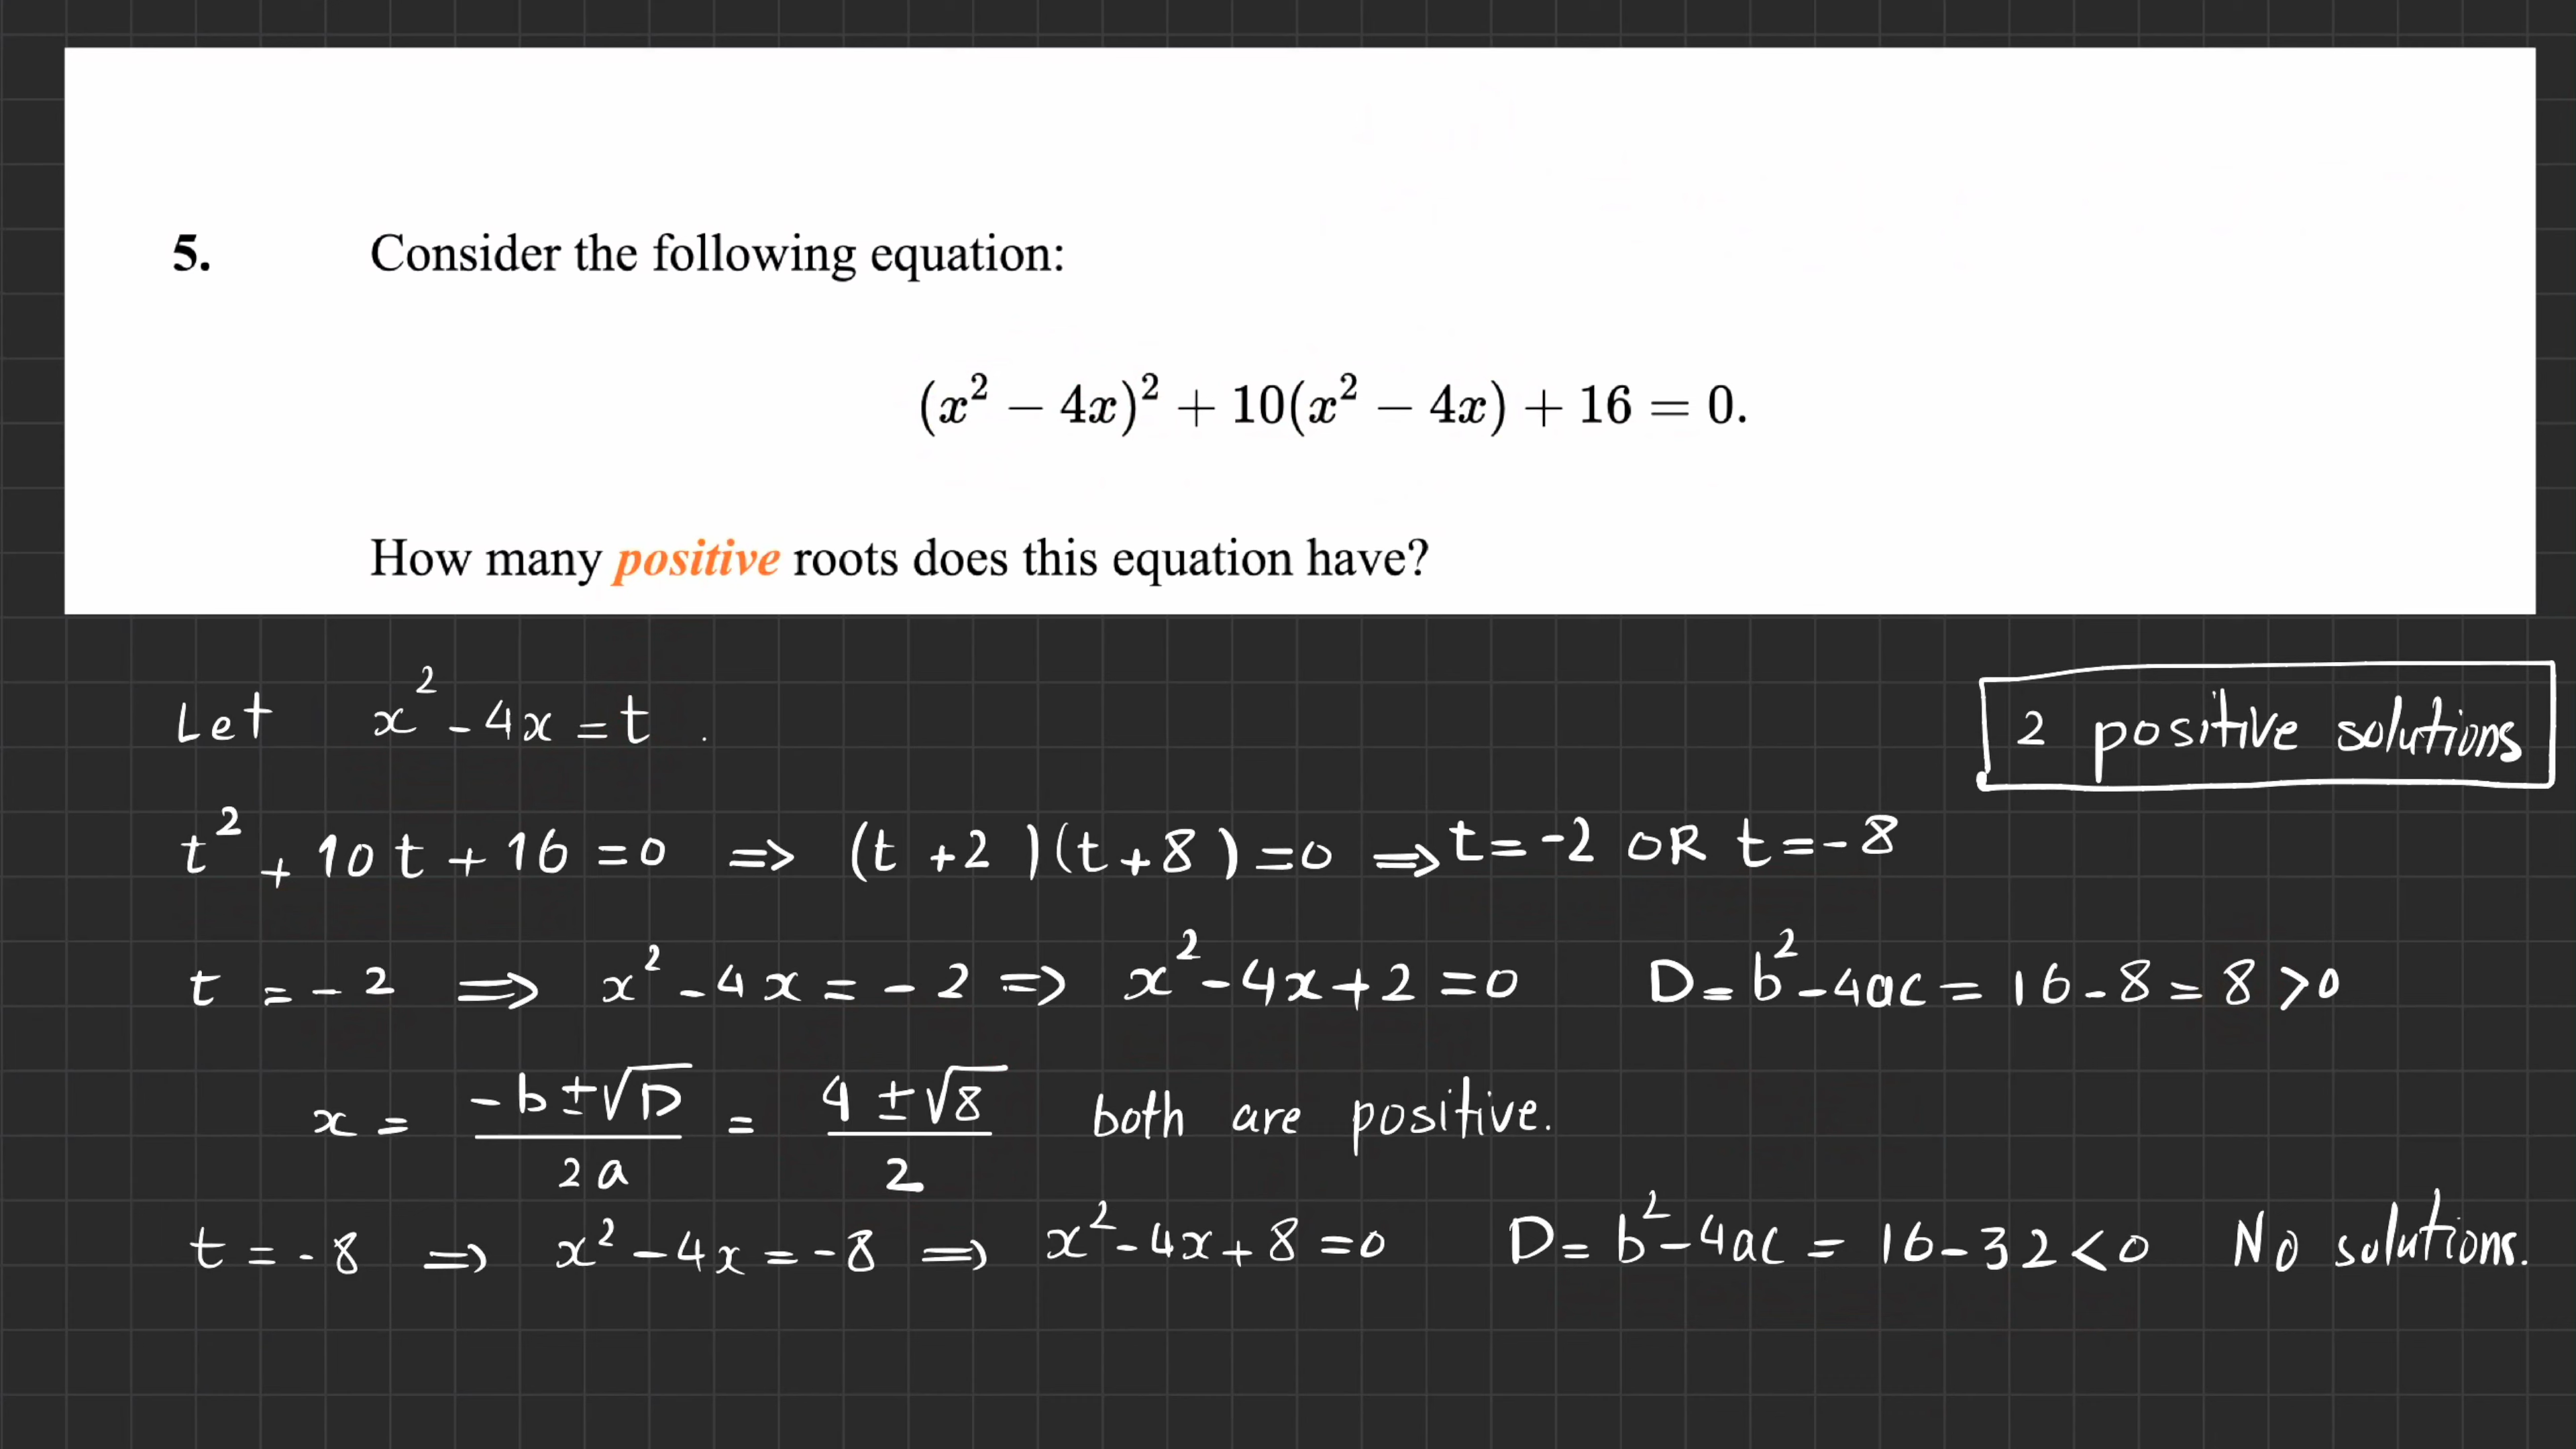 5. Consider the following equation:
(x² − 4x)² + 10(x² − 4x) + 16 = 0.
How many positive roots does this equation have?
Let x² - 4x = t .
2 positive solutions
t² + 10t + 16 = 0 => (t + 2)(t + 8) = 0 => t = -2 OR t = -8
t = -2 => x² - 4x = -2 => x² - 4x + 2 = 0 D = b² - 4ac = 16 - 8 = 8 > 0
x = (-b ± √D)/(2a) = (4 ± √8)/2 both are positive.
t = -8 => x² - 4x = -8 => x² - 4x + 8 = 0 D = b² - 4ac = 16 - 32 < 0 No solutions.